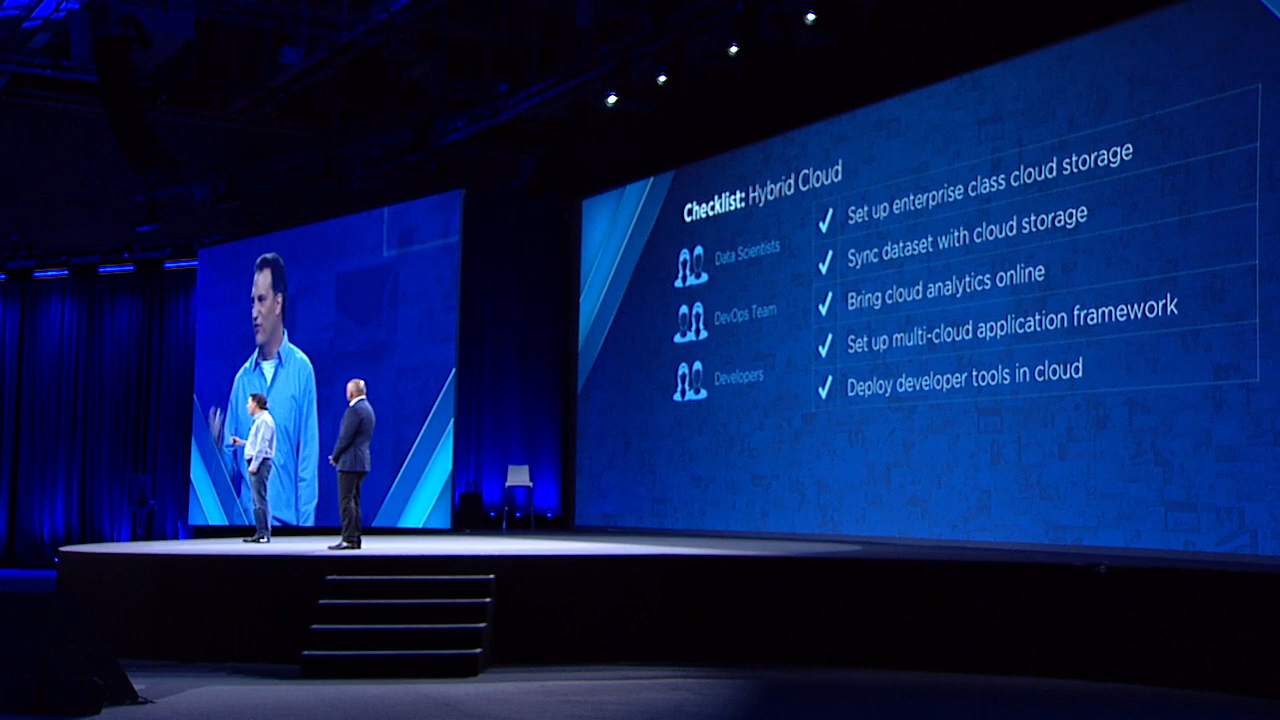 Checklist: Hybrid Cloud
Data Scientists
DevOps Team
Developers
Set up enterprise class cloud storage
Sync dataset with cloud storage
Bring cloud analytics online
Set up multi-cloud application framework
Deploy developer tools in cloud